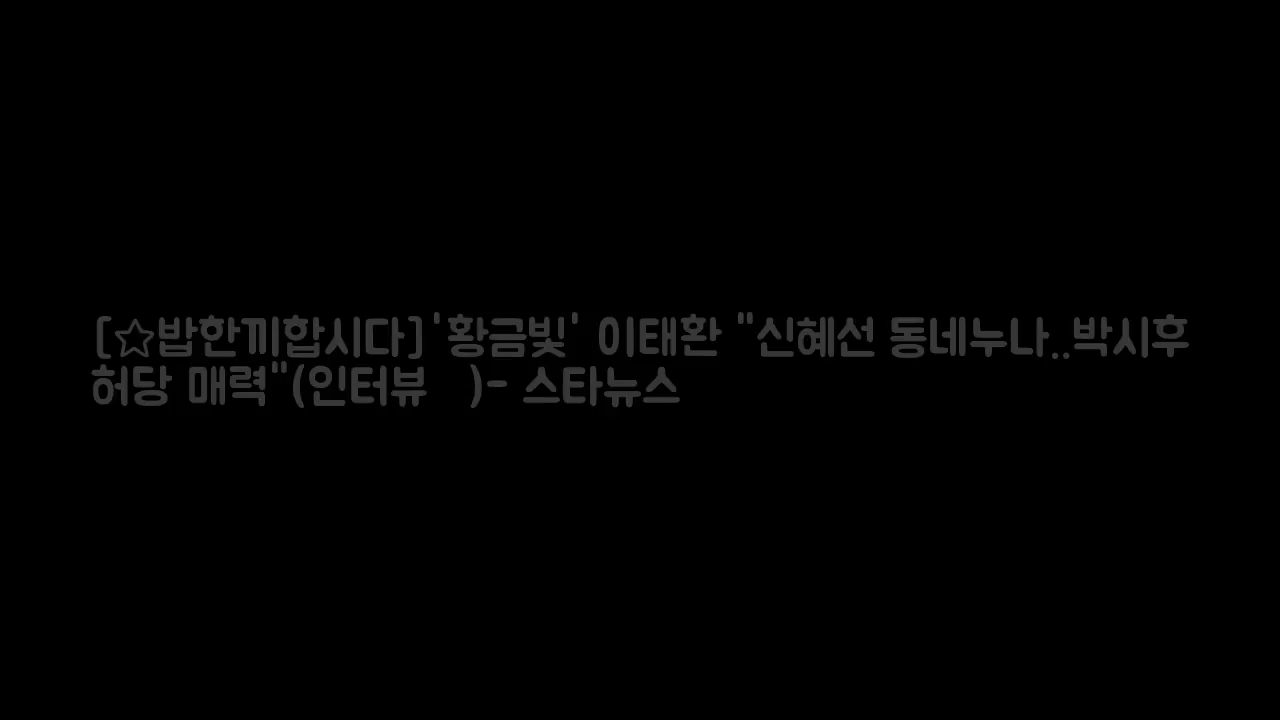 [☆밥한끼합시다]'황금빛' 이태환 "신혜선 동네누나..박시후
허당 매력"(인터뷰   )- 스타뉴스